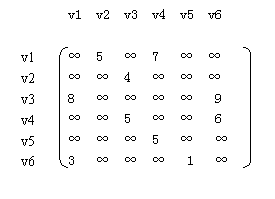 v1 v2 v3 v4 v5 v6
v1 ∞ 5 ∞ 7 ∞ ∞
v2 ∞ ∞ 4 ∞ ∞ ∞
v3 8 ∞ ∞ ∞ ∞ 9
v4 ∞ ∞ 5 ∞ ∞ 6
v5 ∞ ∞ ∞ 5 ∞ ∞
v6 3 ∞ ∞ ∞ 1 ∞